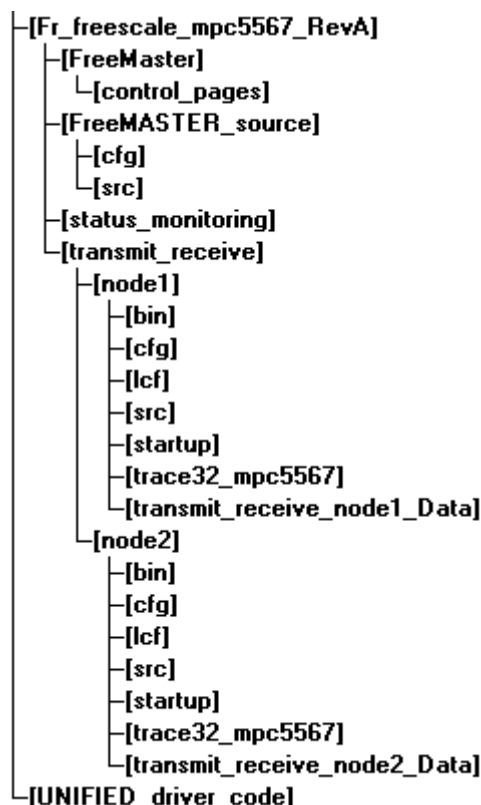 [Fr_freescale_mpc5567_RevA]
[FreeMaster]
[control_pages]
[FreeMASTER_source]
[cfg]
[src]
[status_monitoring]
[transmit_receive]
[node1]
[bin]
[cfg]
[lcf]
[src]
[startup]
[trace32_mpc5567]
[transmit_receive_node1_Data]
[node2]
[bin]
[cfg]
[lcf]
[src]
[startup]
[trace32_mpc5567]
[transmit_receive_node2_Data]
[UNIFIED_driver_code]